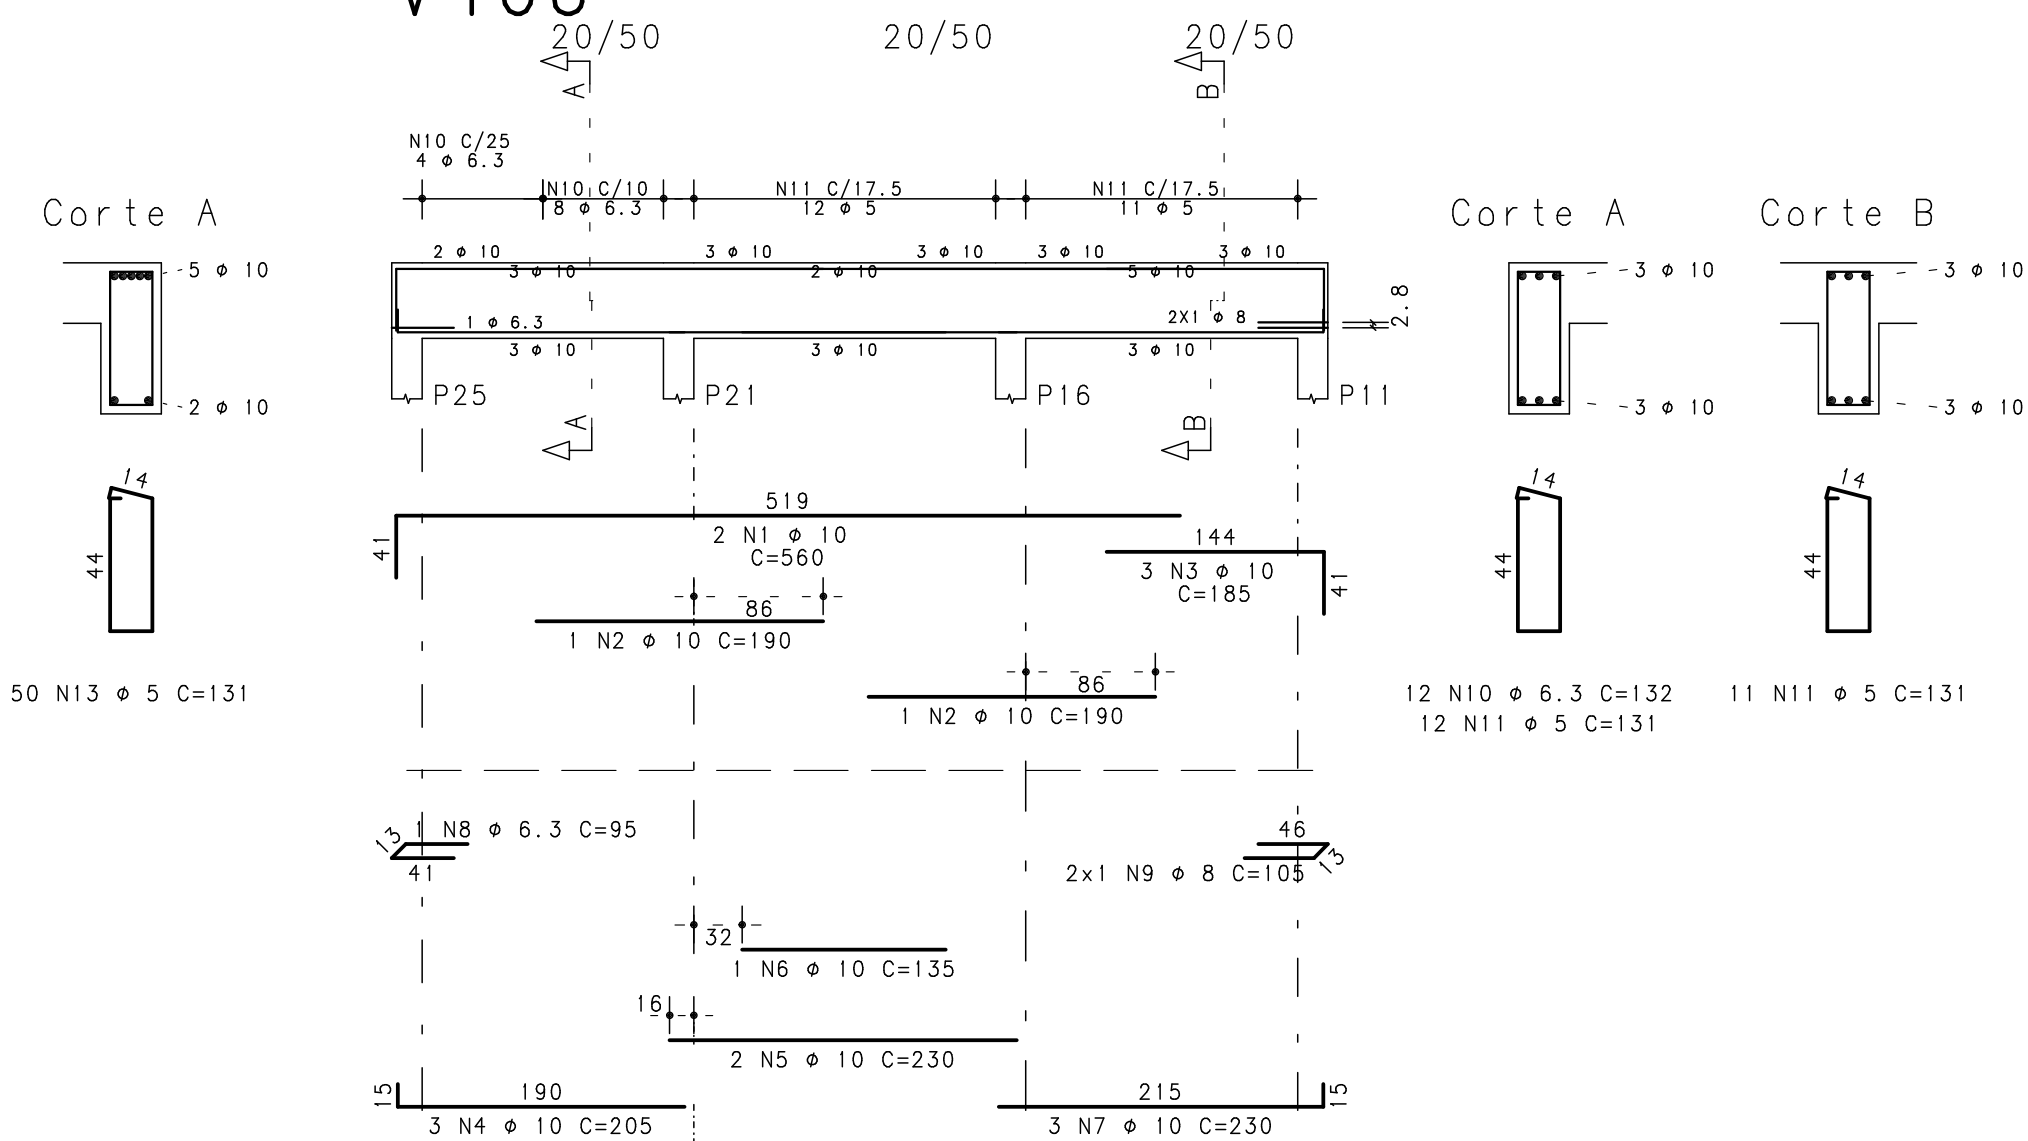 20/50
20/50
20/50
A
B
N10 C/25
4 ø 6.3
N10 C/10
8 ø 6.3
N11 C/17.5
12 ø 5
N11 C/17.5
11 ø 5
Corte A
Corte A
Corte B
5 ø 10
2 ø 10
3 ø 10
3 ø 10
3 ø 10
3 ø 10
3 ø 10
2 ø 10
5 ø 10
3 ø 10
3 ø 10
1 ø 6.3
2X1 ø 8
2.8
3 ø 10
3 ø 10
3 ø 10
P25
P21
P16
P11
2 ø 10
3 ø 10
3 ø 10
A
B
14
14
14
519
2 N1 ø 10
C=560
41
144
3 N3 ø 10
C=185
41
44
44
44
86
1 N2 ø 10 C=190
86
1 N2 ø 10 C=190
50 N13 ø 5 C=131
12 N10 ø 6.3 C=132
12 N11 ø 5 C=131
11 N11 ø 5 C=131
13
1 N8 ø 6.3 C=95
41
46
2x1 N9 ø 8 C=105
13
32
1 N6 ø 10 C=135
16
2 N5 ø 10 C=230
15
190
3 N4 ø 10 C=205
215
3 N7 ø 10 C=230
15